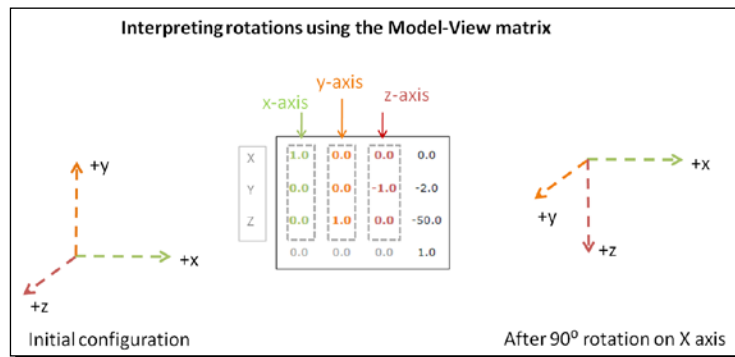 Interpreting rotations using the Model-View matrix
y-axis
x-axis
z-axis
X 1.0 0.0 0.0 0.0
Y 0.0 0.0 -1.0 -2.0
Z 0.0 1.0 0.0 -50.0
0.0 0.0 0.0 1.0
+y
+x
+z
Initial configuration
+x
+y
+z
After 90⁰ rotation on X axis